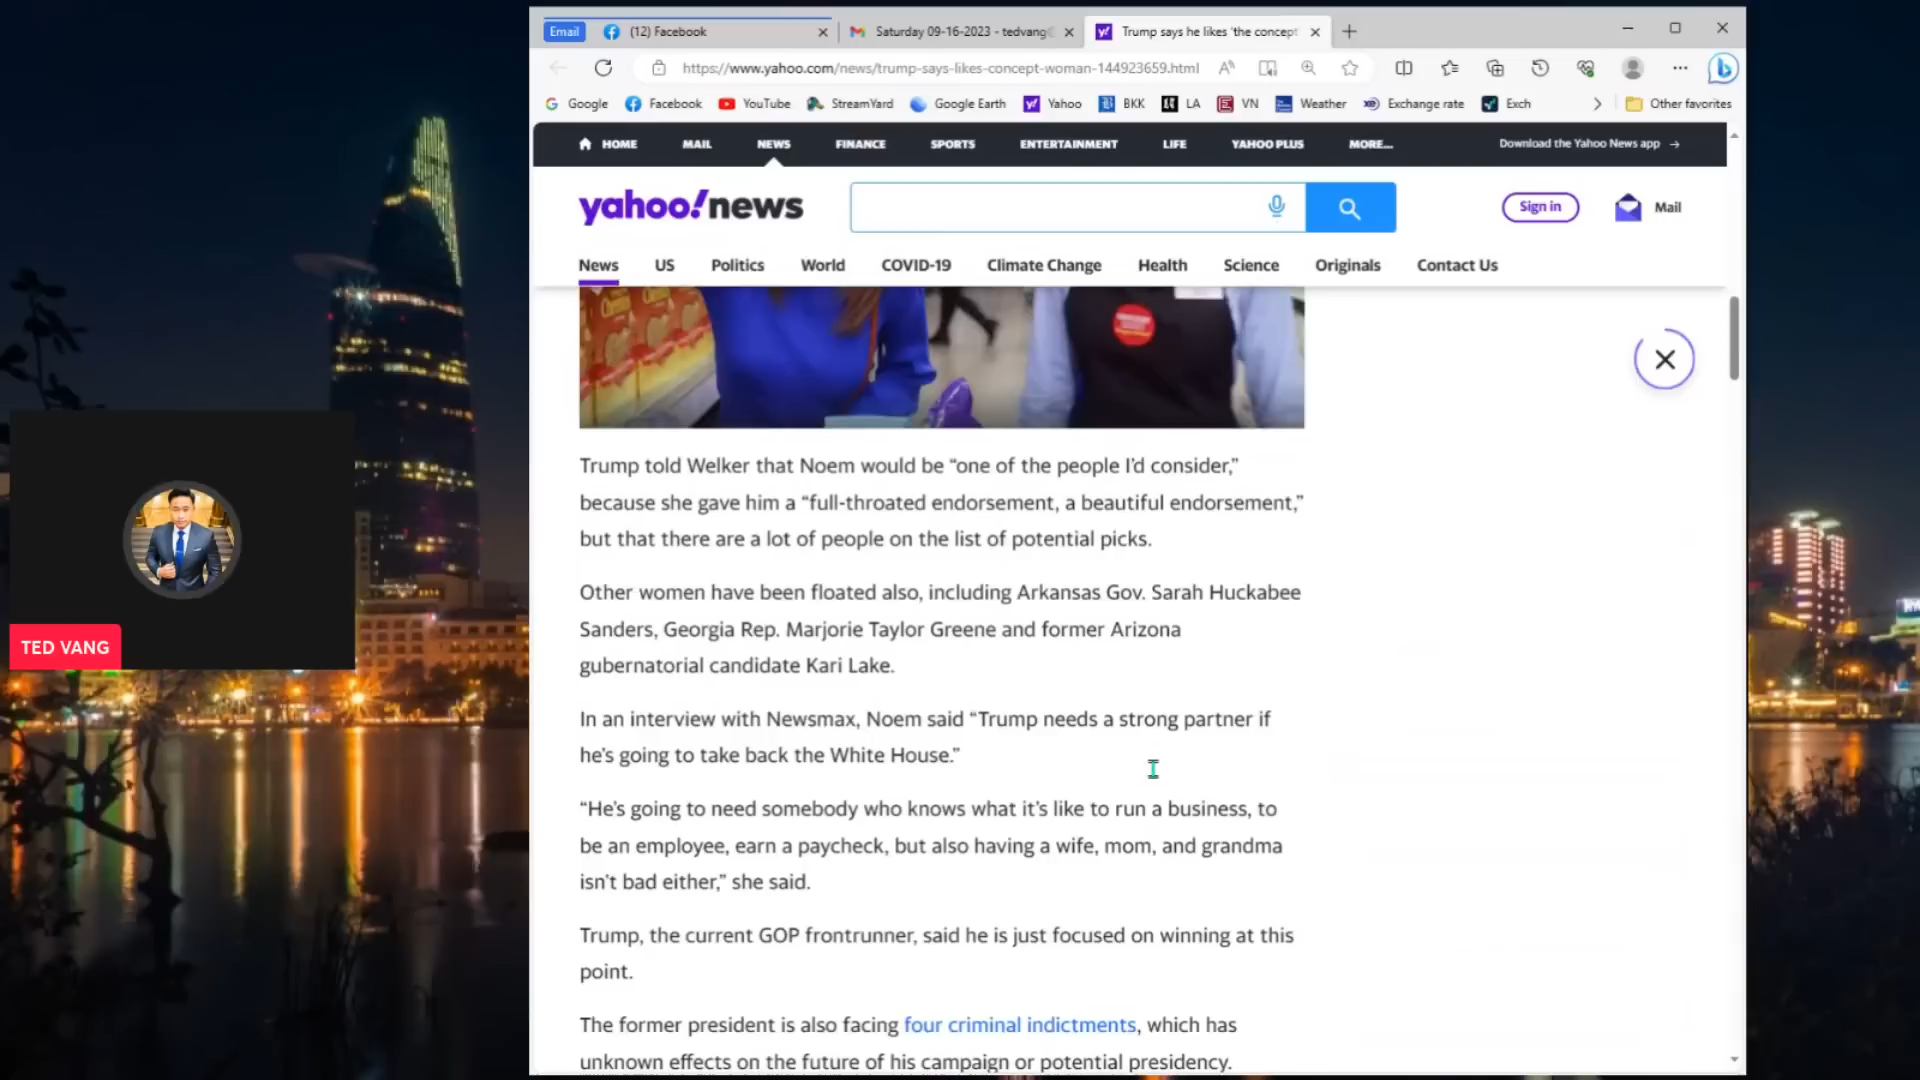 Email
(12) Facebook
Saturday 09-16-2023 - tedvang@
Trump says he likes 'the concept
https://www.yahoo.com/news/trump-says-likes-concept-woman-144923659.html
Google
Facebook
YouTube
StreamYard
Google Earth
Yahoo
BKK
LA
VN
Weather
Exchange rate
Exch
Other favorites
HOME
MAIL
NEWS
FINANCE
SPORTS
ENTERTAINMENT
LIFE
YAHOO PLUS
MORE...
Download the Yahoo News app →
yahoo!news
Sign in
Mail
News
US
Politics
World
COVID-19
Climate Change
Health
Science
Originals
Contact Us
Trump told Welker that Noem would be “one of the people I’d consider,”
because she gave him a “full-throated endorsement, a beautiful endorsement,”
but that there are a lot of people on the list of potential picks.
Other women have been floated also, including Arkansas Gov. Sarah Huckabee
Sanders, Georgia Rep. Marjorie Taylor Greene and former Arizona
gubernatorial candidate Kari Lake.
In an interview with Newsmax, Noem said “Trump needs a strong partner if
he’s going to take back the White House.”
“He’s going to need somebody who knows what it’s like to run a business, to
be an employee, earn a paycheck, but also having a wife, mom, and grandma
isn’t bad either,” she said.
Trump, the current GOP frontrunner, said he is just focused on winning at this
point.
The former president is also facing four criminal indictments, which has
unknown effects on the future of his campaign or potential presidency.
TED VANG